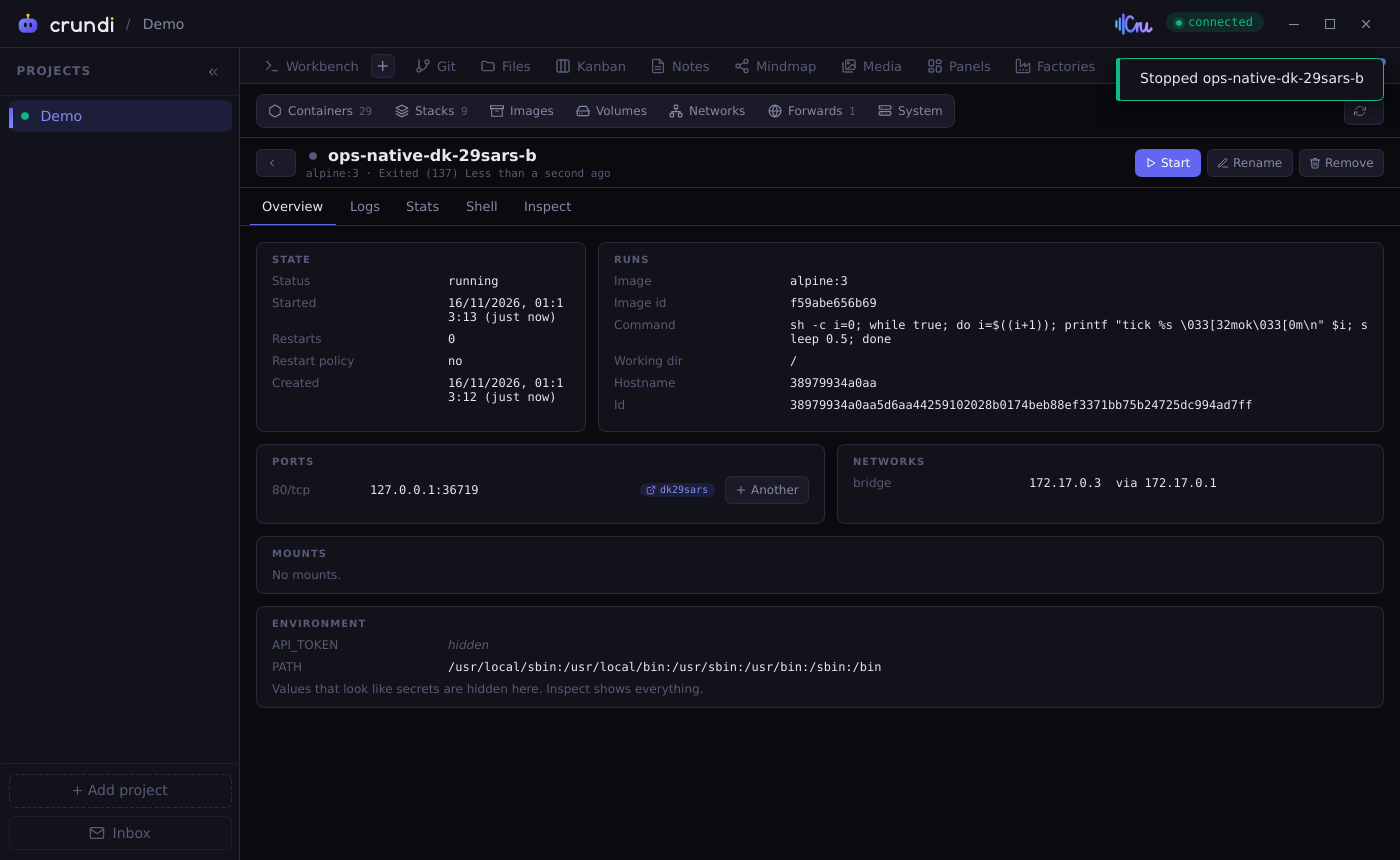 crundi / Demo
Cru
connected
PROJECTS
Workbench
Git
Files
Kanban
Notes
Mindmap
Media
Panels
Factories
Stopped ops-native-dk-29sars-b
Demo
Containers 29
Stacks 9
Images
Volumes
Networks
Forwards 1
System
ops-native-dk-29sars-b
alpine:3 · Exited (137) Less than a second ago
Start
Rename
Remove
Overview
Logs
Stats
Shell
Inspect
STATE
Status running
Started 16/11/2026, 01:1
3:13 (just now)
Restarts 0
Restart policy no
Created 16/11/2026, 01:1
3:12 (just now)
RUNS
Image alpine:3
Image id f59abe656b69
Command sh -c i=0; while true; do i=$((i+1)); printf "tick %s \033[32mok\033[0m\n" $i; s
leep 0.5; done
Working dir /
Hostname 38979934a0aa
Id 38979934a0aa5d6aa44259102028b0174beb88ef3371bb75b24725dc994ad7ff
PORTS
80/tcp 127.0.0.1:36719 dk29sars + Another
NETWORKS
bridge 172.17.0.3 via 172.17.0.1
MOUNTS
No mounts.
ENVIRONMENT
API_TOKEN hidden
PATH /usr/local/sbin:/usr/local/bin:/usr/sbin:/usr/bin:/sbin:/bin
Values that look like secrets are hidden here. Inspect shows everything.
+ Add project
Inbox